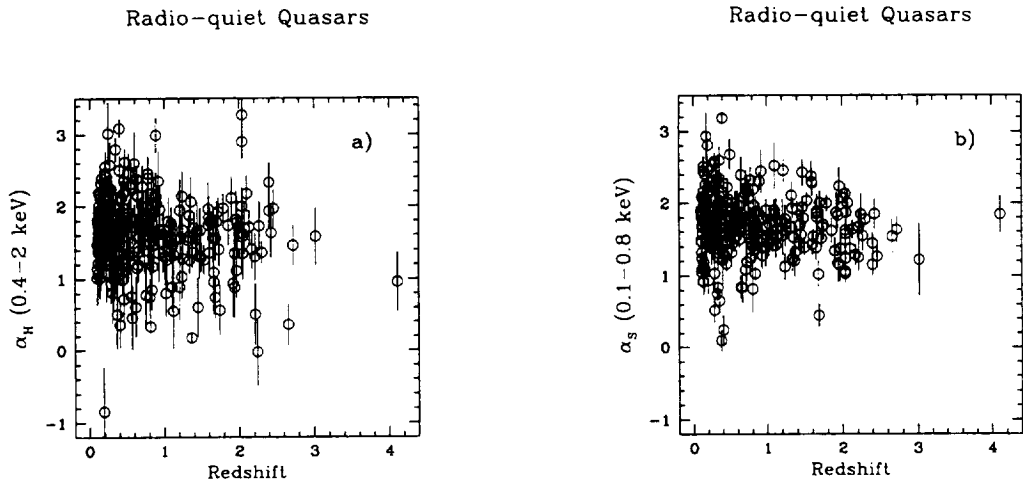 Radio-quiet Quasars
a)
3
2
1
0
-1
α_H (0.4-2 keV)
0 1 2 3 4
Redshift
Radio-quiet Quasars
b)
3
2
1
0
-1
α_S (0.1-0.8 keV)
0 1 2 3 4
Redshift